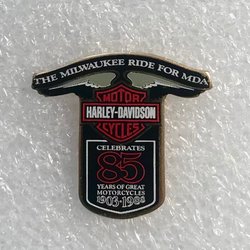 THE MILWAUKEE RIDE FOR MDA
MOTOR
HARLEY-DAVIDSON
CYCLES
CELEBRATES
85
YEARS OF GREAT
MOTORCYCLES
1903-1988